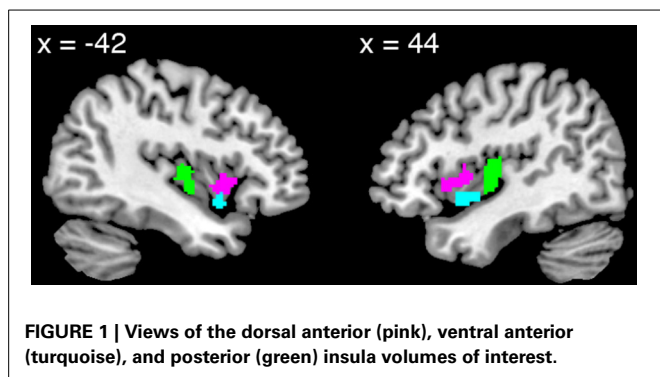 x = -42
x = 44
FIGURE 1 | Views of the dorsal anterior (pink), ventral anterior
(turquoise), and posterior (green) insula volumes of interest.